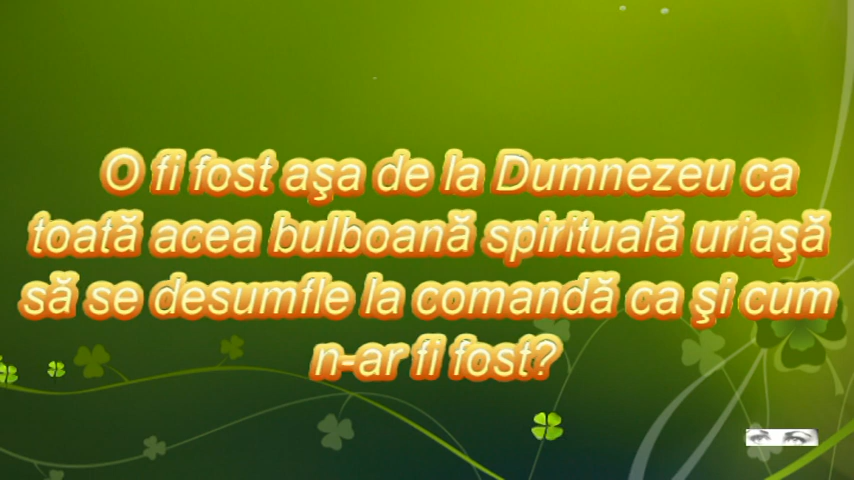 O fi fost aşa de la Dumnezeu ca
toată acea bulboană spirituală uriaşă
să se desumfle la comandă ca şi cum
n-ar fi fost?